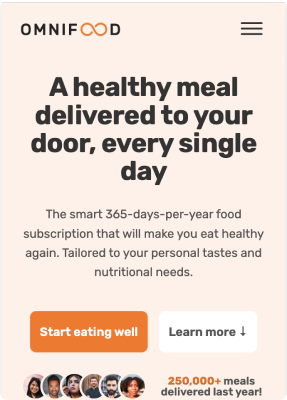 OMNIFOOD
A healthy meal
delivered to your
door, every single
day
The smart 365-days-per-year food
subscription that will make you eat healthy
again. Tailored to your personal tastes and
nutritional needs.
Start eating well
Learn more ↓
250,000+ meals
delivered last year!